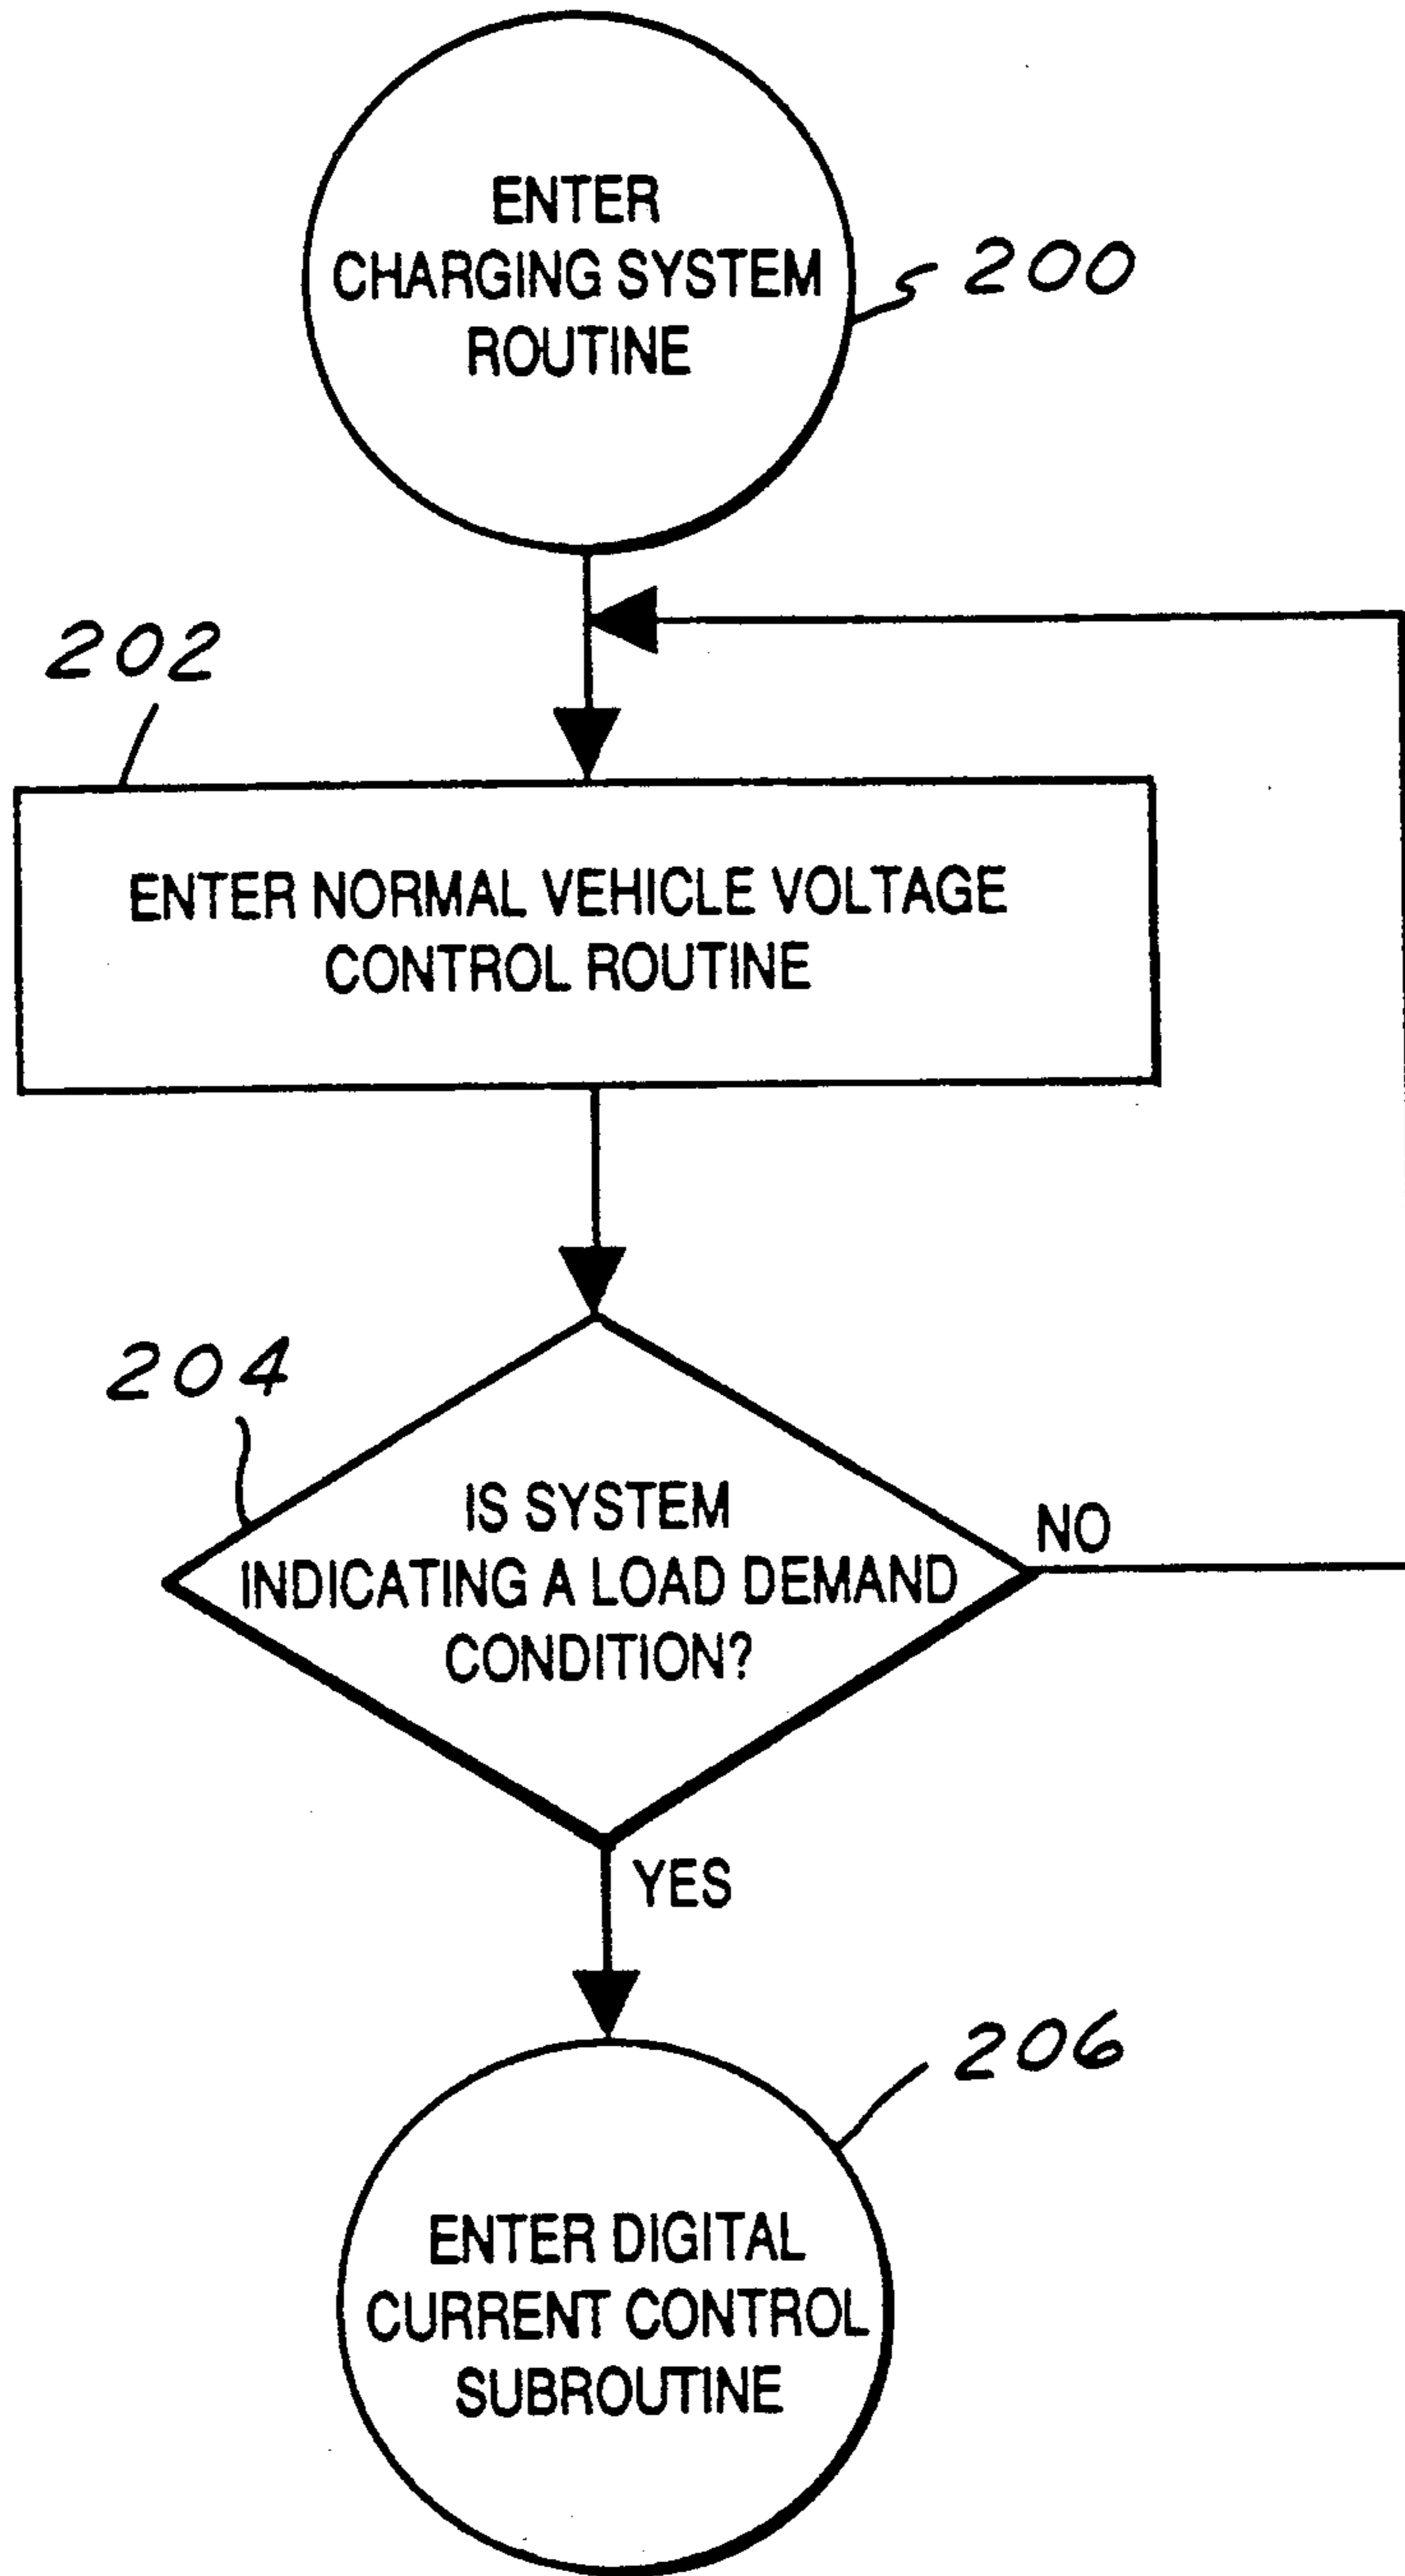 ENTER
CHARGING SYSTEM
ROUTINE
200
202
ENTER NORMAL VEHICLE VOLTAGE
CONTROL ROUTINE
204
IS SYSTEM
INDICATING A LOAD DEMAND
CONDITION?
NO
YES
206
ENTER DIGITAL
CURRENT CONTROL
SUBROUTINE